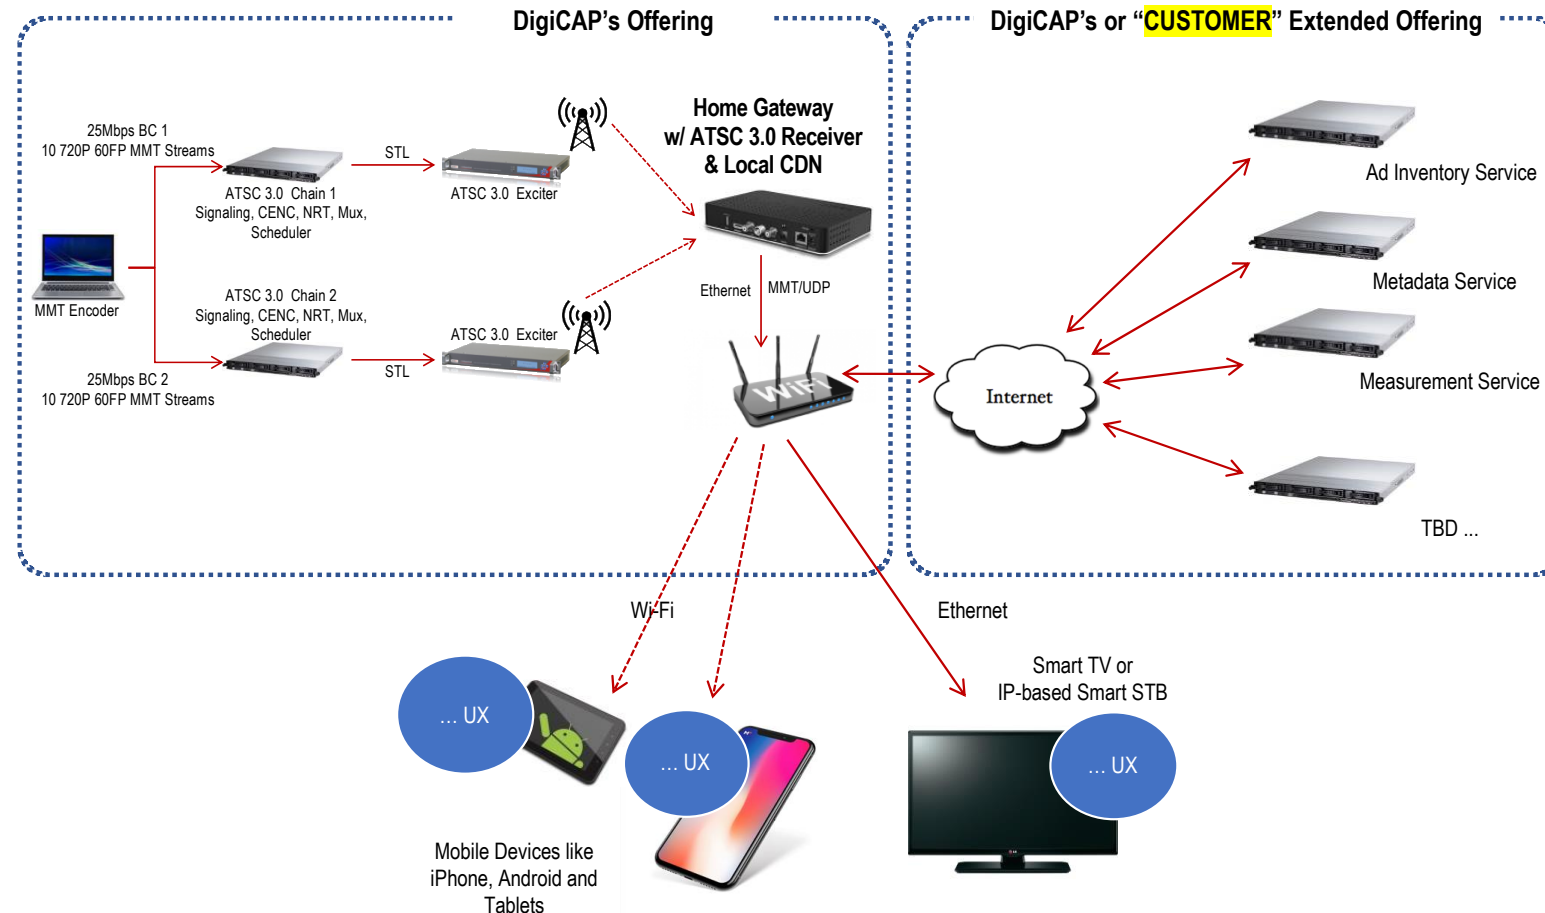 DigiCAP's Offering
DigiCAP's or “CUSTOMER” Extended Offering
25Mbps BC 1
10 720P 60FP MMT Streams
STL
ATSC 3.0 Chain 1
Signaling, CENC, NRT, Mux,
Scheduler
ATSC 3.0 Exciter
Home Gateway
w/ ATSC 3.0 Receiver
& Local CDN
MMT Encoder
ATSC 3.0 Chain 2
Signaling, CENC, NRT, Mux,
Scheduler
STL
ATSC 3.0 Exciter
25Mbps BC 2
10 720P 60FP MMT Streams
Ethernet
MMT/UDP
WiFi
Internet
Ad Inventory Service
Metadata Service
Measurement Service
TBD ...
Wi-Fi
Ethernet
... UX
... UX
Smart TV or
IP-based Smart STB
... UX
Mobile Devices like
iPhone, Android and
Tablets